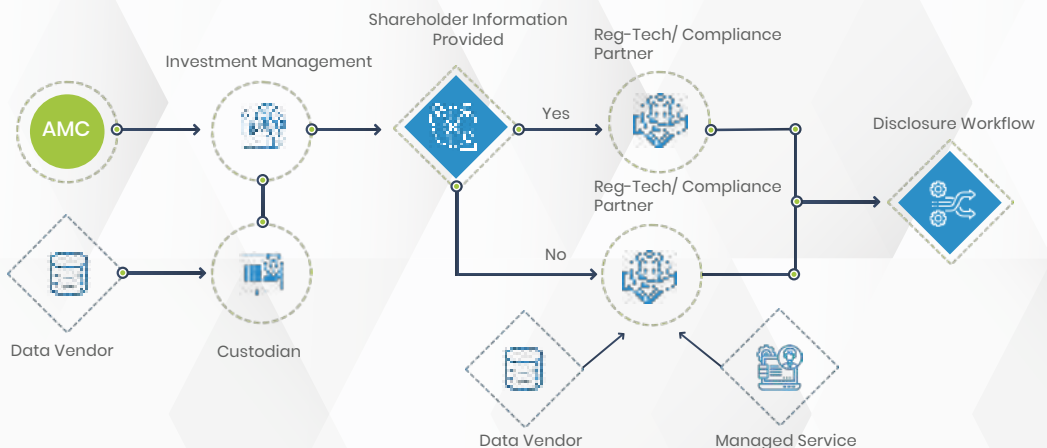 Shareholder Information
Provided
Reg-Tech/ Compliance
Partner
Investment Management
AMC
Yes
Disclosure Workflow
Reg-Tech/ Compliance
Partner
No
Data Vendor
Custodian
Data Vendor
Managed Service